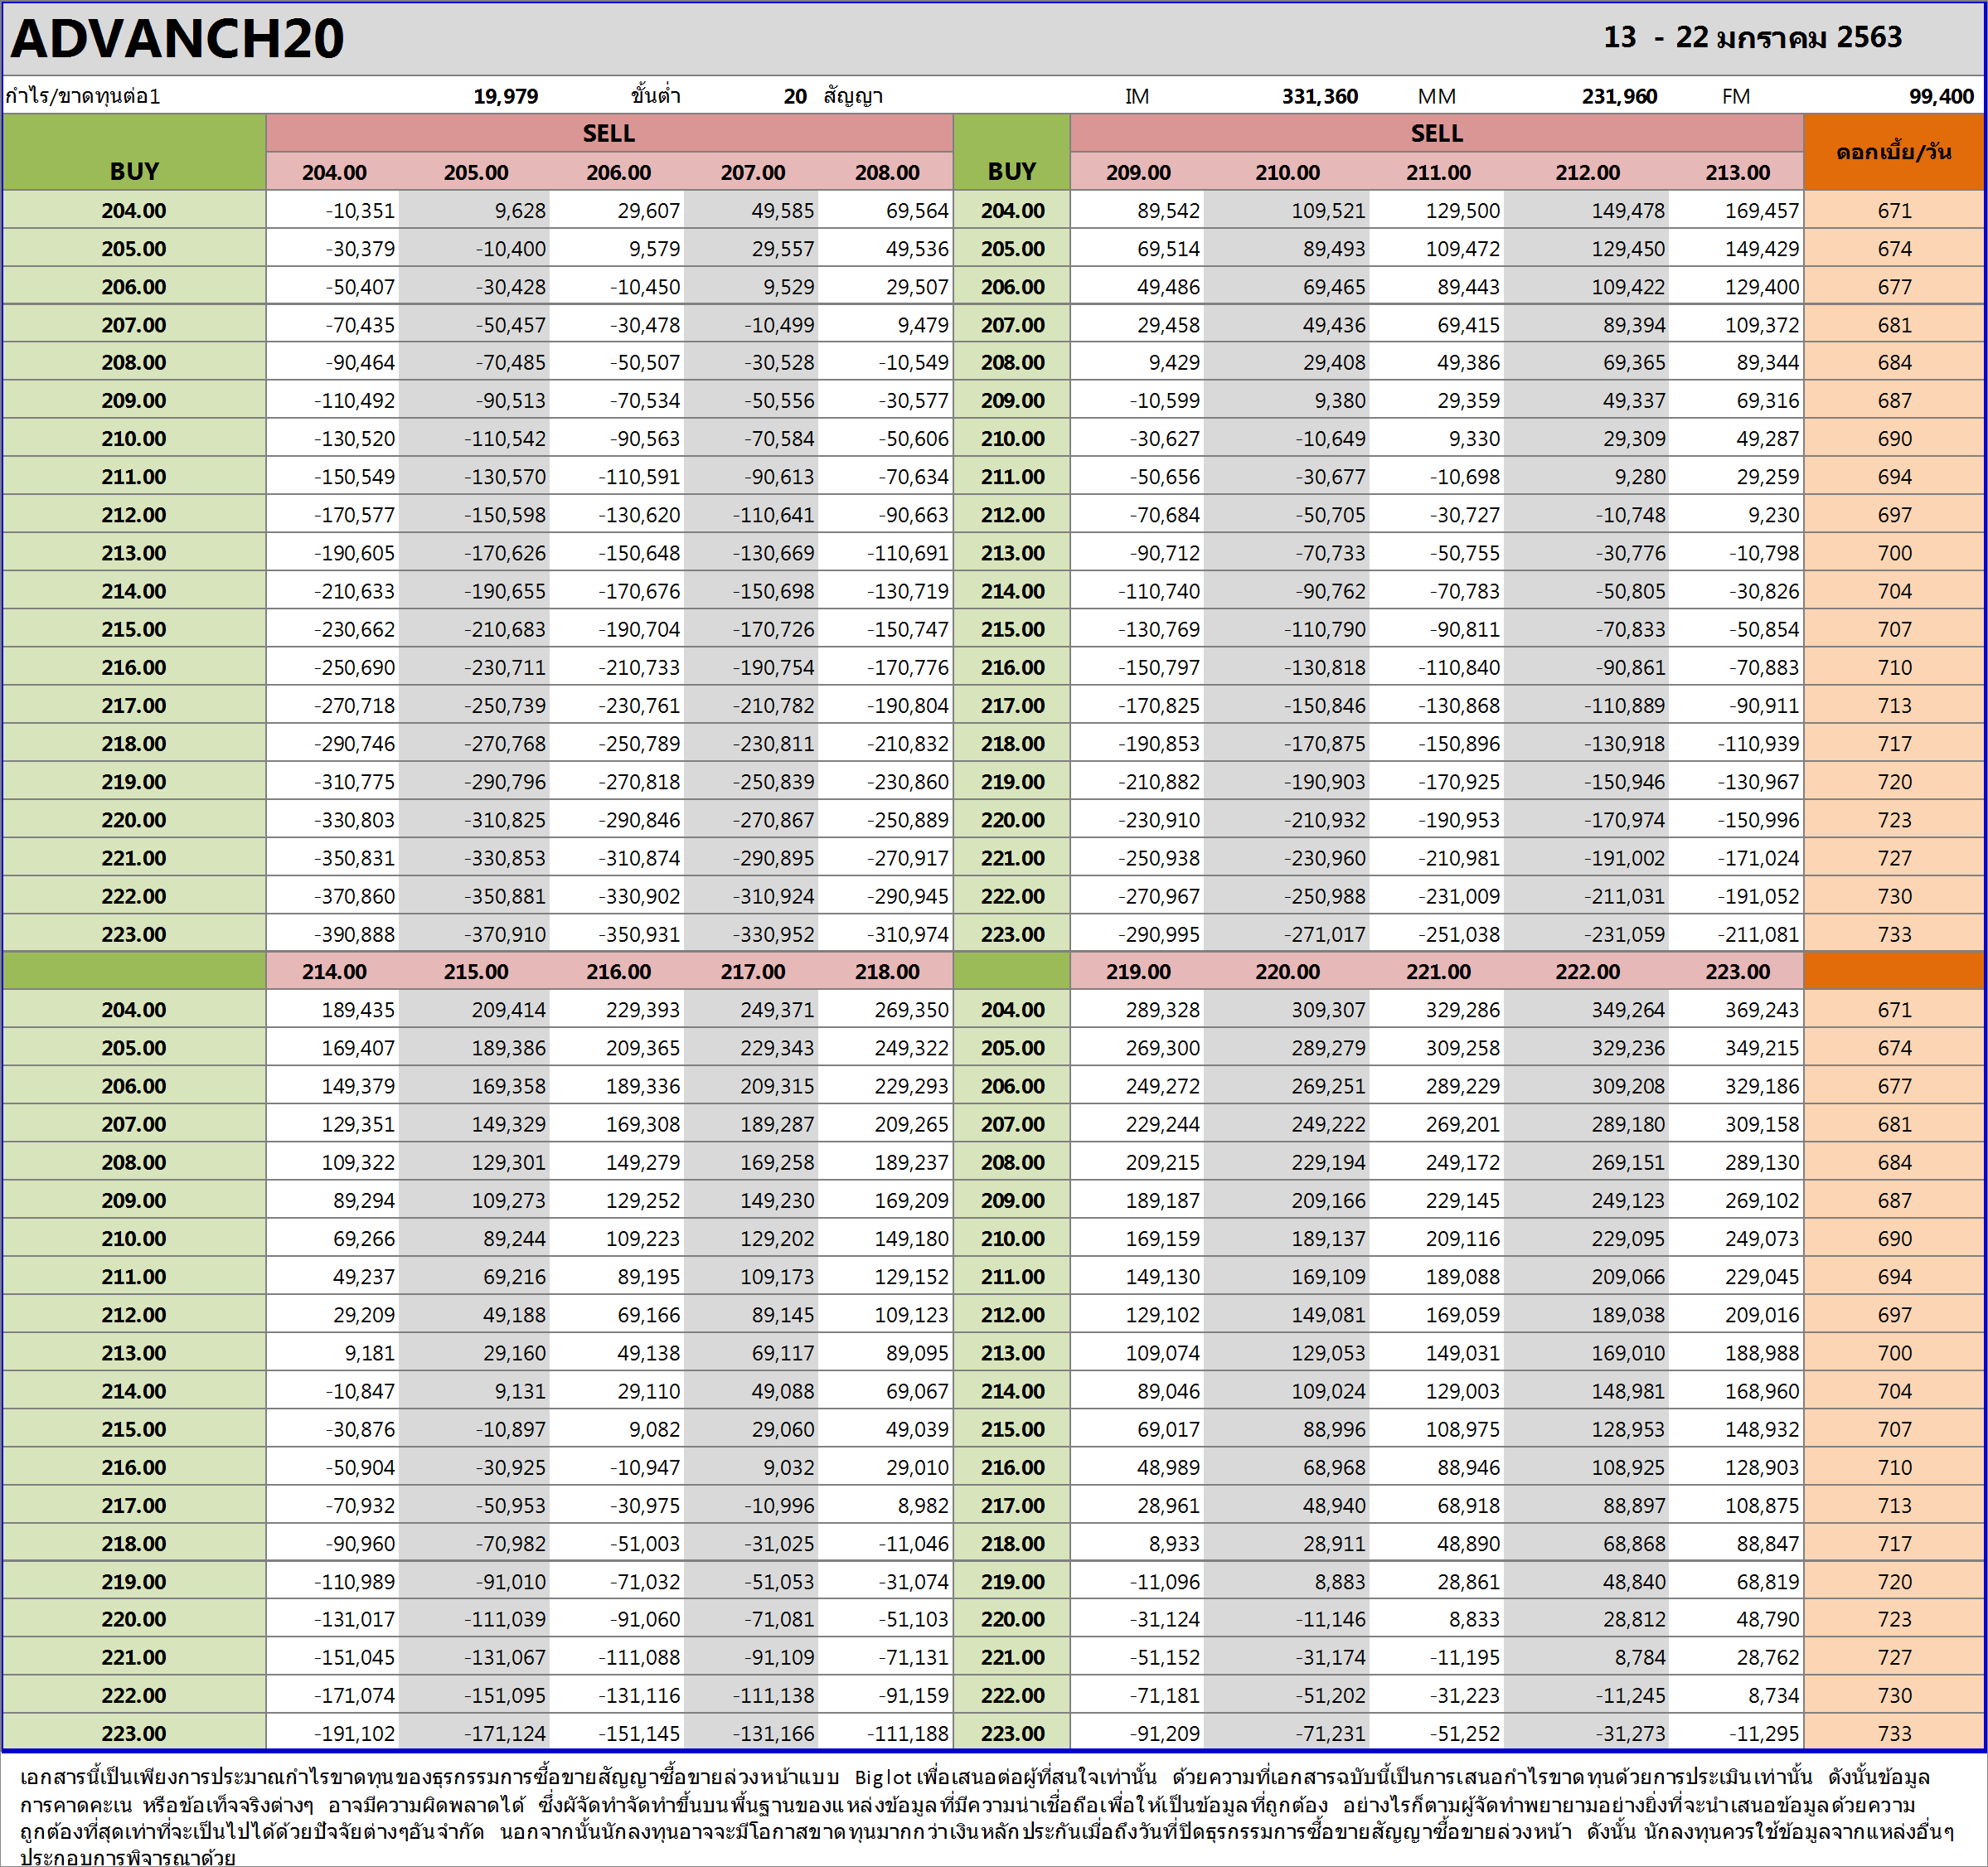 ADVANCH20 13 - 22 มกราคม 2563
กำไร/ขาดทุนต่อ1 19,979 ขั้นต่ำ 20 สัญญา IM 331,360 MM 231,960 FM 99,400
BUY SELL BUY SELL ดอกเบี้ย/วัน
204.00 205.00 206.00 207.00 208.00 209.00 210.00 211.00 212.00 213.00
204.00 -10,351 9,628 29,607 49,585 69,564 204.00 89,542 109,521 129,500 149,478 169,457 671
205.00 -30,379 -10,400 9,579 29,557 49,536 205.00 69,514 89,493 109,472 129,450 149,429 674
206.00 -50,407 -30,428 -10,450 9,529 29,507 206.00 49,486 69,465 89,443 109,422 129,400 677
207.00 -70,435 -50,457 -30,478 -10,499 9,479 207.00 29,458 49,436 69,415 89,394 109,372 681
208.00 -90,464 -70,485 -50,507 -30,528 -10,549 208.00 9,429 29,408 49,386 69,365 89,344 684
209.00 -110,492 -90,513 -70,534 -50,556 -30,577 209.00 -10,599 9,380 29,359 49,337 69,316 687
210.00 -130,520 -110,542 -90,563 -70,584 -50,606 210.00 -30,627 -10,649 9,330 29,309 49,287 690
211.00 -150,549 -130,570 -110,591 -90,613 -70,634 211.00 -50,656 -30,677 -10,698 9,280 29,259 694
212.00 -170,577 -150,598 -130,620 -110,641 -90,663 212.00 -70,684 -50,705 -30,727 -10,748 9,230 697
213.00 -190,605 -170,626 -150,648 -130,669 -110,691 213.00 -90,712 -70,733 -50,755 -30,776 -10,798 700
214.00 -210,633 -190,655 -170,676 -150,698 -130,719 214.00 -110,740 -90,762 -70,783 -50,805 -30,826 704
215.00 -230,662 -210,683 -190,704 -170,726 -150,747 215.00 -130,769 -110,790 -90,811 -70,833 -50,854 707
216.00 -250,690 -230,711 -210,733 -190,754 -170,776 216.00 -150,797 -130,818 -110,840 -90,861 -70,883 710
217.00 -270,718 -250,739 -230,761 -210,782 -190,804 217.00 -170,825 -150,846 -130,868 -110,889 -90,911 713
218.00 -290,746 -270,768 -250,789 -230,811 -210,832 218.00 -190,853 -170,875 -150,896 -130,918 -110,939 717
219.00 -310,775 -290,796 -270,818 -250,839 -230,860 219.00 -210,882 -190,903 -170,925 -150,946 -130,967 720
220.00 -330,803 -310,825 -290,846 -270,867 -250,889 220.00 -230,910 -210,932 -190,953 -170,974 -150,996 723
221.00 -350,831 -330,853 -310,874 -290,895 -270,917 221.00 -250,938 -230,960 -210,981 -191,002 -171,024 727
222.00 -370,860 -350,881 -330,902 -310,924 -290,945 222.00 -270,967 -250,988 -231,009 -211,031 -191,052 730
223.00 -390,888 -370,910 -350,931 -330,952 -310,974 223.00 -290,995 -271,017 -251,038 -231,059 -211,081 733
214.00 215.00 216.00 217.00 218.00 219.00 220.00 221.00 222.00 223.00
204.00 189,435 209,414 229,393 249,371 269,350 204.00 289,328 309,307 329,286 349,264 369,243 671
205.00 169,407 189,386 209,365 229,343 249,322 205.00 269,300 289,279 309,258 329,236 349,215 674
206.00 149,379 169,358 189,336 209,315 229,293 206.00 249,272 269,251 289,229 309,208 329,186 677
207.00 129,351 149,329 169,308 189,287 209,265 207.00 229,244 249,222 269,201 289,180 309,158 681
208.00 109,322 129,301 149,279 169,258 189,237 208.00 209,215 229,194 249,172 269,151 289,130 684
209.00 89,294 109,273 129,252 149,230 169,209 209.00 189,187 209,166 229,145 249,123 269,102 687
210.00 69,266 89,244 109,223 129,202 149,180 210.00 169,159 189,137 209,116 229,095 249,073 690
211.00 49,237 69,216 89,195 109,173 129,152 211.00 149,130 169,109 189,088 209,066 229,045 694
212.00 29,209 49,188 69,166 89,145 109,123 212.00 129,102 149,081 169,059 189,038 209,016 697
213.00 9,181 29,160 49,138 69,117 89,095 213.00 109,074 129,053 149,031 169,010 188,988 700
214.00 -10,847 9,131 29,110 49,088 69,067 214.00 89,046 109,024 129,003 148,981 168,960 704
215.00 -30,876 -10,897 9,082 29,060 49,039 215.00 69,017 88,996 108,975 128,953 148,932 707
216.00 -50,904 -30,925 -10,947 9,032 29,010 216.00 48,989 68,968 88,946 108,925 128,903 710
217.00 -70,932 -50,953 -30,975 -10,996 8,982 217.00 28,961 48,940 68,918 88,897 108,875 713
218.00 -90,960 -70,982 -51,003 -31,025 -11,046 218.00 8,933 28,911 48,890 68,868 88,847 717
219.00 -110,989 -91,010 -71,032 -51,053 -31,074 219.00 -11,096 8,883 28,861 48,840 68,819 720
220.00 -131,017 -111,039 -91,060 -71,081 -51,103 220.00 -31,124 -11,146 8,833 28,812 48,790 723
221.00 -151,045 -131,067 -111,088 -91,109 -71,131 221.00 -51,152 -31,174 -11,195 8,784 28,762 727
222.00 -171,074 -151,095 -131,116 -111,138 -91,159 222.00 -71,181 -51,202 -31,223 -11,245 8,734 730
223.00 -191,102 -171,124 -151,145 -131,166 -111,188 223.00 -91,209 -71,231 -51,252 -31,273 -11,295 733
เอกสารนี้เป็นเพียงการประมาณกำไรขาดทุนของธุรกรรมการซื้อขายสัญญาซื้อขายล่วงหน้าแบบ Biglot เพื่อเสนอต่อผู้ที่สนใจเท่านั้น ด้วยความที่เอกสารฉบับนี้เป็นการเสนอกำไรขาดทุนด้วยการประเมินเท่านั้น ดังนั้นข้อมูล
การคาดคะเน หรือข้อเท็จจริงต่างๆ อาจมีความผิดพลาดได้ ซึ่งผัจัดทำจัดทำขึ้นบนพื้นฐานของแหล่งข้อมูลที่มีความน่าเชื่อถือเพื่อให้เป็นข้อมูลที่ถูกต้อง อย่างไรก็ตามผู้จัดทำพยายามอย่างยิ่งที่จะนำเสนอข้อมูลด้วยความ
ถูกต้องที่สุดเท่าที่จะเป็นไปได้ด้วยปัจจัยต่างๆอันจำกัด นอกจากนั้นนักลงทุนอาจจะมีโอกาสขาดทุนมากกว่าเงินหลักประกันเมื่อถึงวันที่ปิดธุรกรรมการซื้อขายสัญญาซื้อขายล่วงหน้า ดังนั้น นักลงทุนควรใช้ข้อมูลจากแหล่งอื่นๆ
ประกอบการพิจารณาด้วย